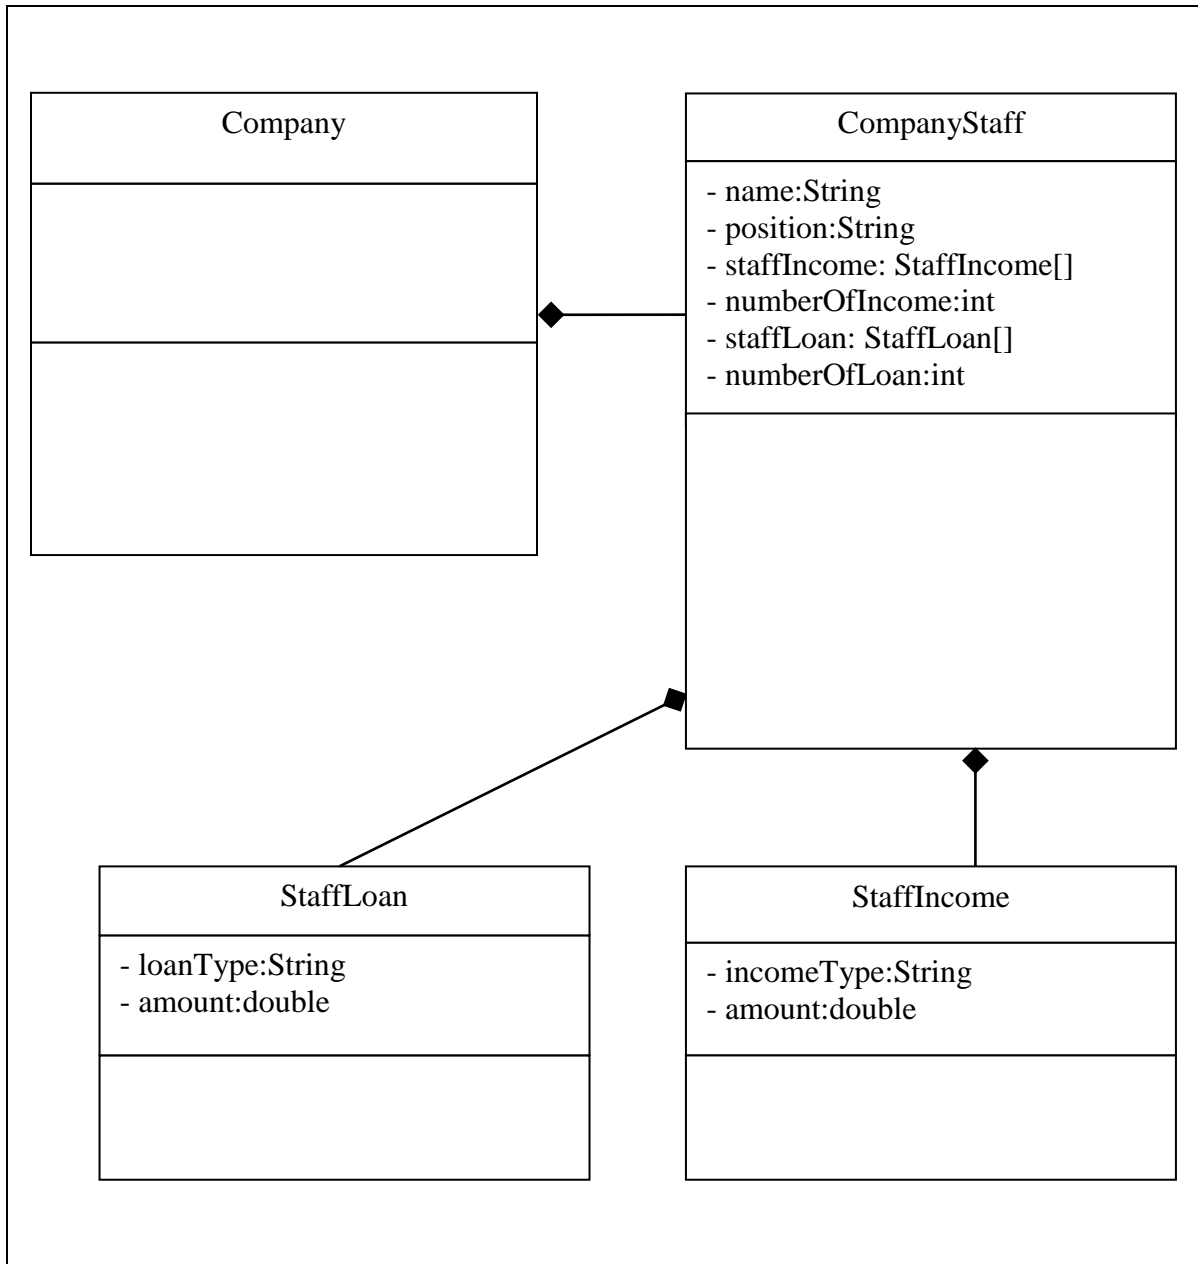 Company
CompanyStaff
- name:String
- position:String
- staffIncome: StaffIncome[]
- numberOfIncome:int
- staffLoan: StaffLoan[]
- numberOfLoan:int
StaffLoan
- loanType:String
- amount:double
StaffIncome
- incomeType:String
- amount:double